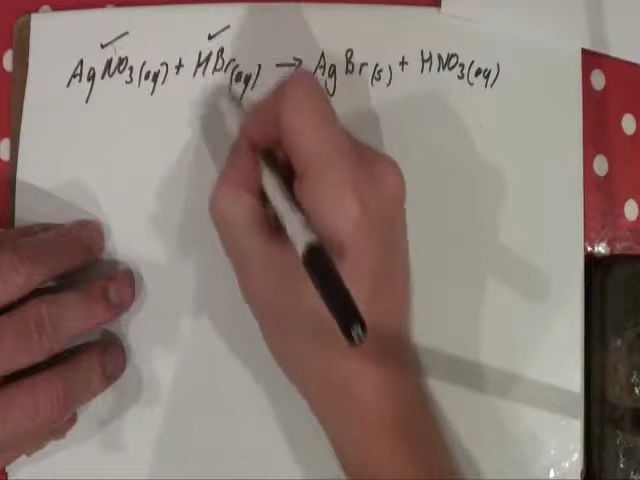 AgNO3(aq) + HBr(aq) → AgBr(s) + HNO3(aq)